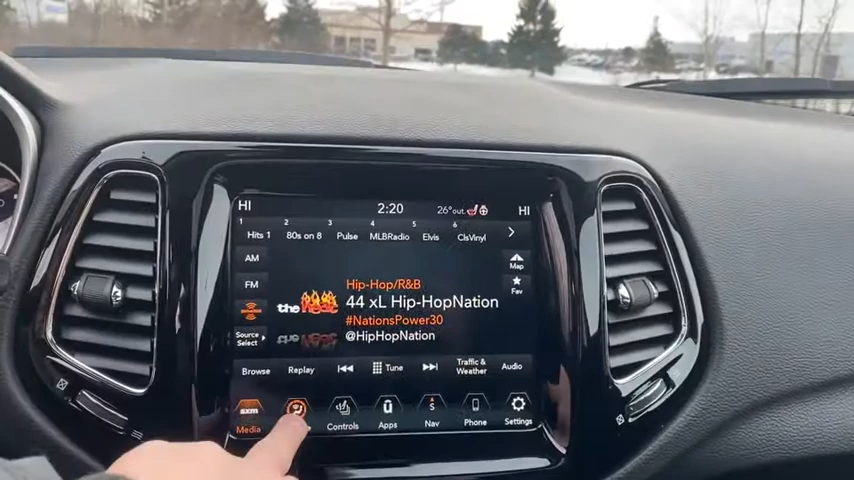 HI 2:20 26°out. HI
1 2 3 4 5 6
Hits 1 80s on 8 Pulse MLBRadio Elvis ClsVinyl
AM
FM
Source
Select
the heat
Hip-Hop/R&B
44 xL Hip-HopNation
#NationsPower30
@HipHopNation
Map
Fav
Browse Replay Tune Traffic &
Weather Audio
sxm
Media Controls Apps Nav Phone Settings